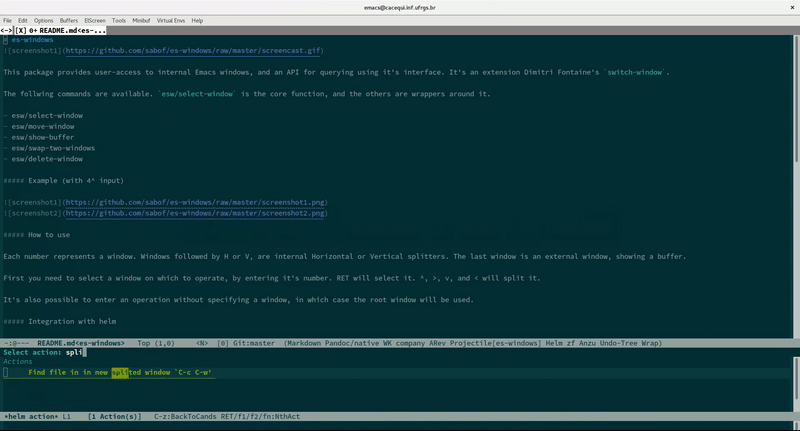 emacs@cacequi.inf.ufrgs.br
File Edit Options Buffers ElScreen Tools Minibuf Virtual Envs Help
<->[X] 0+ README.md<es-...
# es-windows
![screenshot1](https://github.com/sabof/es-windows/raw/master/screencast.gif)
This package provides user-access to internal Emacs windows, and an API for querying using it's interface. It's an extension Dimitri Fontaine's `switch-window`.
The follwing commands are available. `esw/select-window` is the core function, and the others are wrappers around it.
- esw/select-window
- esw/move-window
- esw/show-buffer
- esw/swap-two-windows
- esw/delete-window
##### Example (with 4^ input)
![screenshot1](https://github.com/sabof/es-windows/raw/master/screenshot1.png)
![screenshot2](https://github.com/sabof/es-windows/raw/master/screenshot2.png)
##### How to use
Each number represents a window. Windows followed by H or V, are internal Horizontal or Vertical splitters. The last window is an external window, showing a buffer.
First you need to select a window on which to operate, by entering it's number. RET will select it. ^, >, v, and < will split it.
It's also possible to enter an operation without specifying a window, in which case the root window will be used.
##### Integration with helm
-:@--- README.md<es-windows> Top (1,0) <N> [0] Git:master (Markdown Pandoc/native WK company ARev Projectile[es-windows] Helm zf Anzu Undo-Tree Wrap)
Select action: spli
Actions
Find file in in new splited window `C-c C-w'
*helm action* L1 [1 Action(s)] C-z:BackToCands RET/f1/f2/fn:NthAct